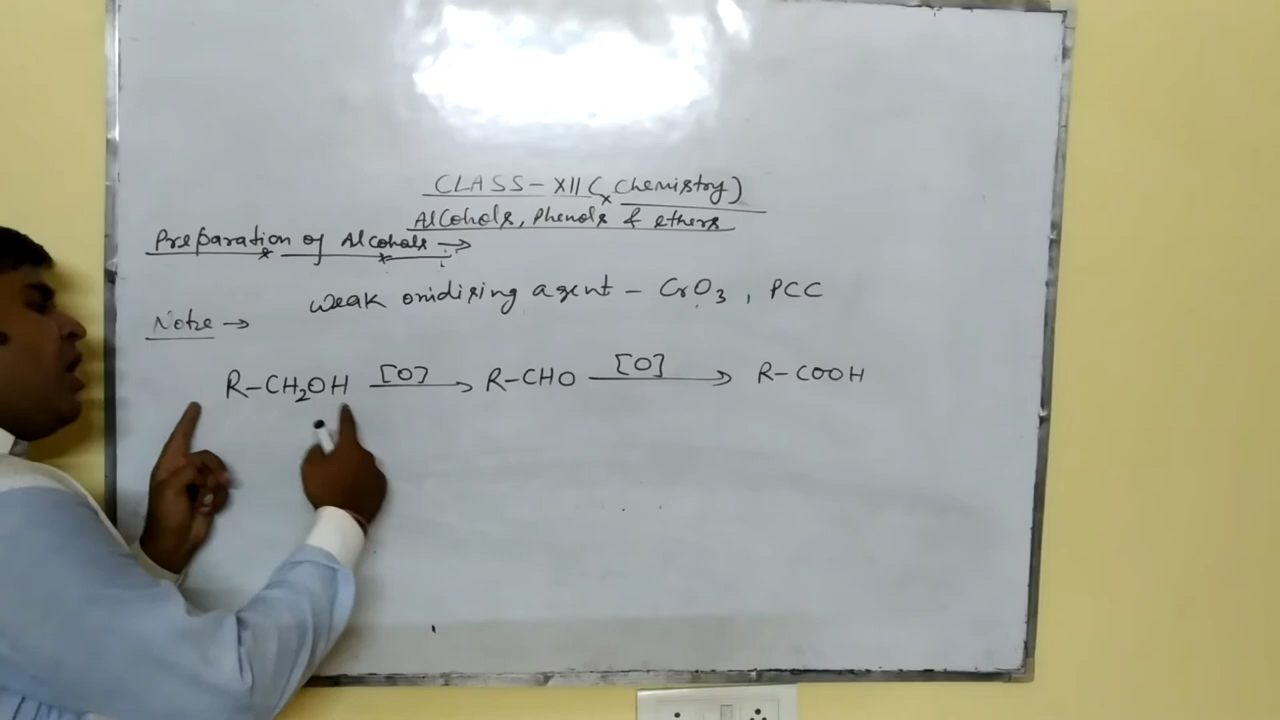 CLASS - XII (Chemistry)
Alcohols, Phenols & ethers
Preparation of Alcohols →
weak oxidising agent - CrO₃, PCC
Note →
R-CH₂OH [O]→ R-CHO [O]→ R-COOH